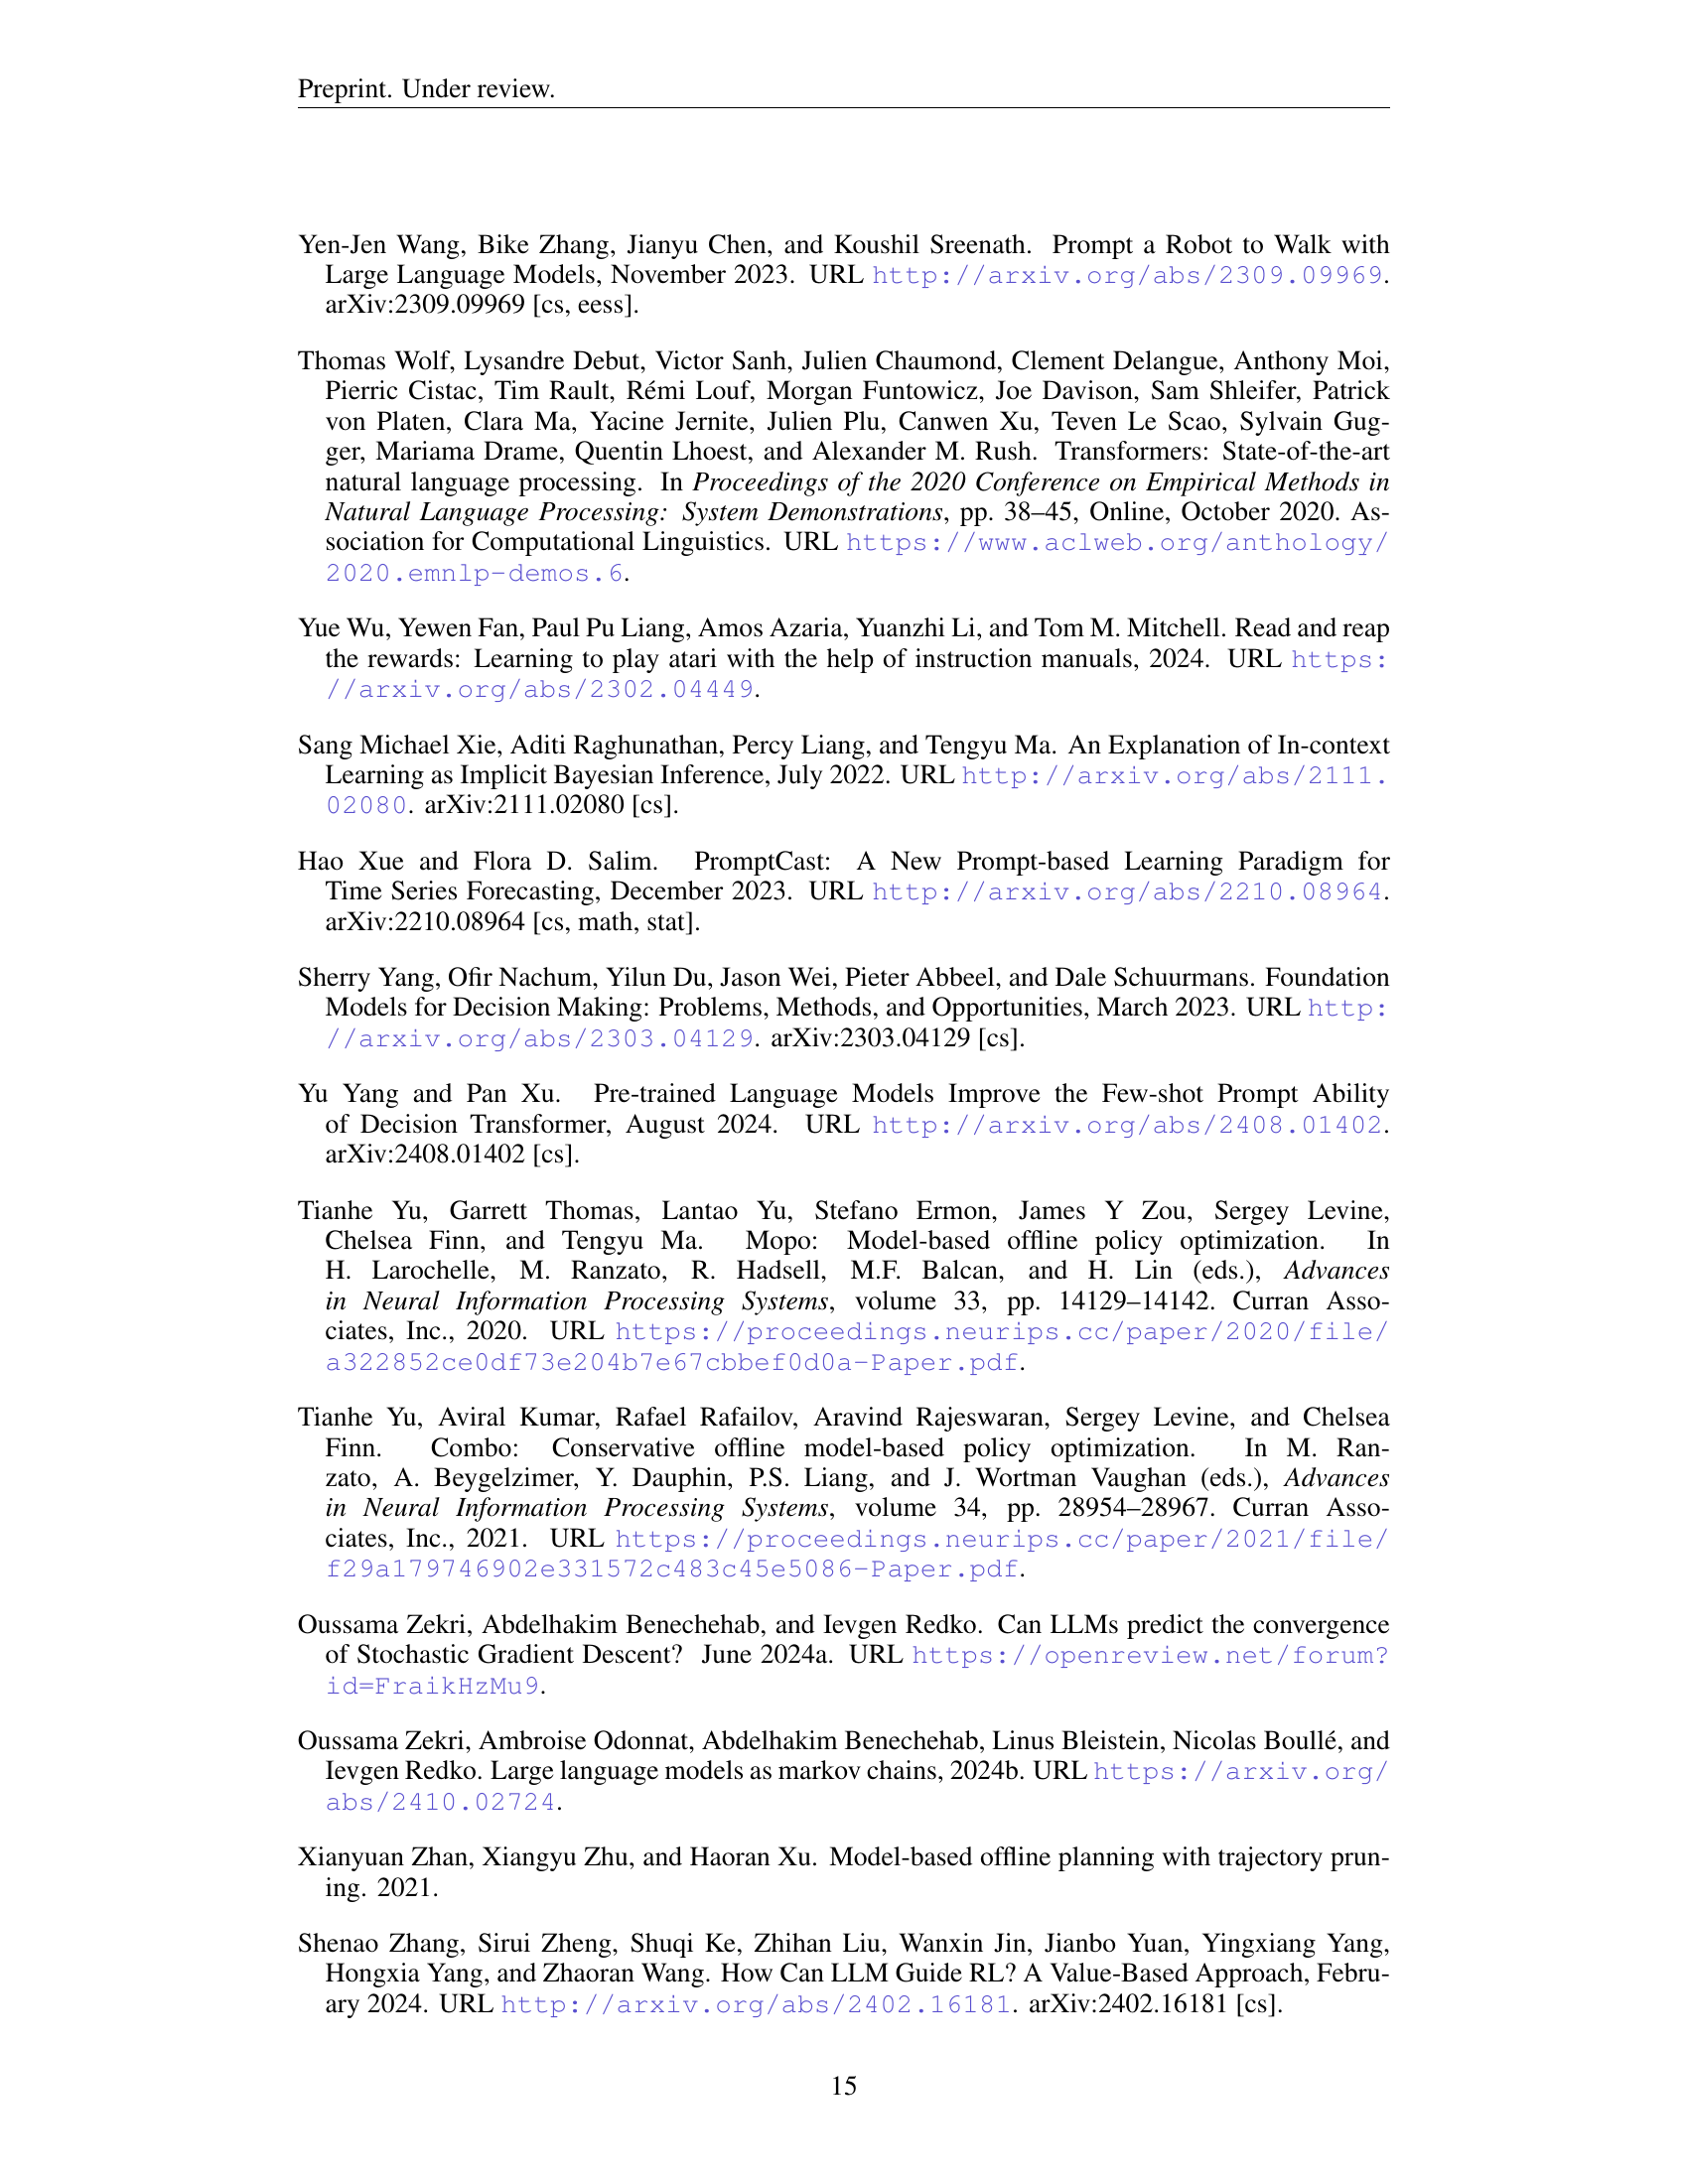 Preprint. Under review.
Yen-Jen Wang, Bike Zhang, Jianyu Chen, and Koushil Sreenath. Prompt a Robot to Walk with
Large Language Models, November 2023. URL http://arxiv.org/abs/2309.09969.
arXiv:2309.09969 [cs, eess].
Thomas Wolf, Lysandre Debut, Victor Sanh, Julien Chaumond, Clement Delangue, Anthony Moi,
Pierric Cistac, Tim Rault, Rémi Louf, Morgan Funtowicz, Joe Davison, Sam Shleifer, Patrick
von Platen, Clara Ma, Yacine Jernite, Julien Plu, Canwen Xu, Teven Le Scao, Sylvain Gug-
ger, Mariama Drame, Quentin Lhoest, and Alexander M. Rush. Transformers: State-of-the-art
natural language processing. In Proceedings of the 2020 Conference on Empirical Methods in
Natural Language Processing: System Demonstrations, pp. 38–45, Online, October 2020. As-
sociation for Computational Linguistics. URL https://www.aclweb.org/anthology/
2020.emnlp-demos.6.
Yue Wu, Yewen Fan, Paul Pu Liang, Amos Azaria, Yuanzhi Li, and Tom M. Mitchell. Read and reap
the rewards: Learning to play atari with the help of instruction manuals, 2024. URL https:
//arxiv.org/abs/2302.04449.
Sang Michael Xie, Aditi Raghunathan, Percy Liang, and Tengyu Ma. An Explanation of In-context
Learning as Implicit Bayesian Inference, July 2022. URL http://arxiv.org/abs/2111.
02080. arXiv:2111.02080 [cs].
Hao Xue and Flora D. Salim. PromptCast: A New Prompt-based Learning Paradigm for
Time Series Forecasting, December 2023. URL http://arxiv.org/abs/2210.08964.
arXiv:2210.08964 [cs, math, stat].
Sherry Yang, Ofir Nachum, Yilun Du, Jason Wei, Pieter Abbeel, and Dale Schuurmans. Foundation
Models for Decision Making: Problems, Methods, and Opportunities, March 2023. URL http:
//arxiv.org/abs/2303.04129. arXiv:2303.04129 [cs].
Yu Yang and Pan Xu. Pre-trained Language Models Improve the Few-shot Prompt Ability
of Decision Transformer, August 2024. URL http://arxiv.org/abs/2408.01402.
arXiv:2408.01402 [cs].
Tianhe Yu, Garrett Thomas, Lantao Yu, Stefano Ermon, James Y Zou, Sergey Levine,
Chelsea Finn, and Tengyu Ma. Mopo: Model-based offline policy optimization. In
H. Larochelle, M. Ranzato, R. Hadsell, M.F. Balcan, and H. Lin (eds.), Advances
in Neural Information Processing Systems, volume 33, pp. 14129–14142. Curran Asso-
ciates, Inc., 2020. URL https://proceedings.neurips.cc/paper/2020/file/
a322852ce0df73e204b7e67cbbef0d0a-Paper.pdf.
Tianhe Yu, Aviral Kumar, Rafael Rafailov, Aravind Rajeswaran, Sergey Levine, and Chelsea
Finn. Combo: Conservative offline model-based policy optimization. In M. Ran-
zato, A. Beygelzimer, Y. Dauphin, P.S. Liang, and J. Wortman Vaughan (eds.), Advances
in Neural Information Processing Systems, volume 34, pp. 28954–28967. Curran Asso-
ciates, Inc., 2021. URL https://proceedings.neurips.cc/paper/2021/file/
f29a179746902e331572c483c45e5086-Paper.pdf.
Oussama Zekri, Abdelhakim Benechehab, and Ievgen Redko. Can LLMs predict the convergence
of Stochastic Gradient Descent? June 2024a. URL https://openreview.net/forum?
id=FraikHzMu9.
Oussama Zekri, Ambroise Odonnat, Abdelhakim Benechehab, Linus Bleistein, Nicolas Boullé, and
Ievgen Redko. Large language models as markov chains, 2024b. URL https://arxiv.org/
abs/2410.02724.
Xianyuan Zhan, Xiangyu Zhu, and Haoran Xu. Model-based offline planning with trajectory prun-
ing. 2021.
Shenao Zhang, Sirui Zheng, Shuqi Ke, Zhihan Liu, Wanxin Jin, Jianbo Yuan, Yingxiang Yang,
Hongxia Yang, and Zhaoran Wang. How Can LLM Guide RL? A Value-Based Approach, Febru-
ary 2024. URL http://arxiv.org/abs/2402.16181. arXiv:2402.16181 [cs].
15